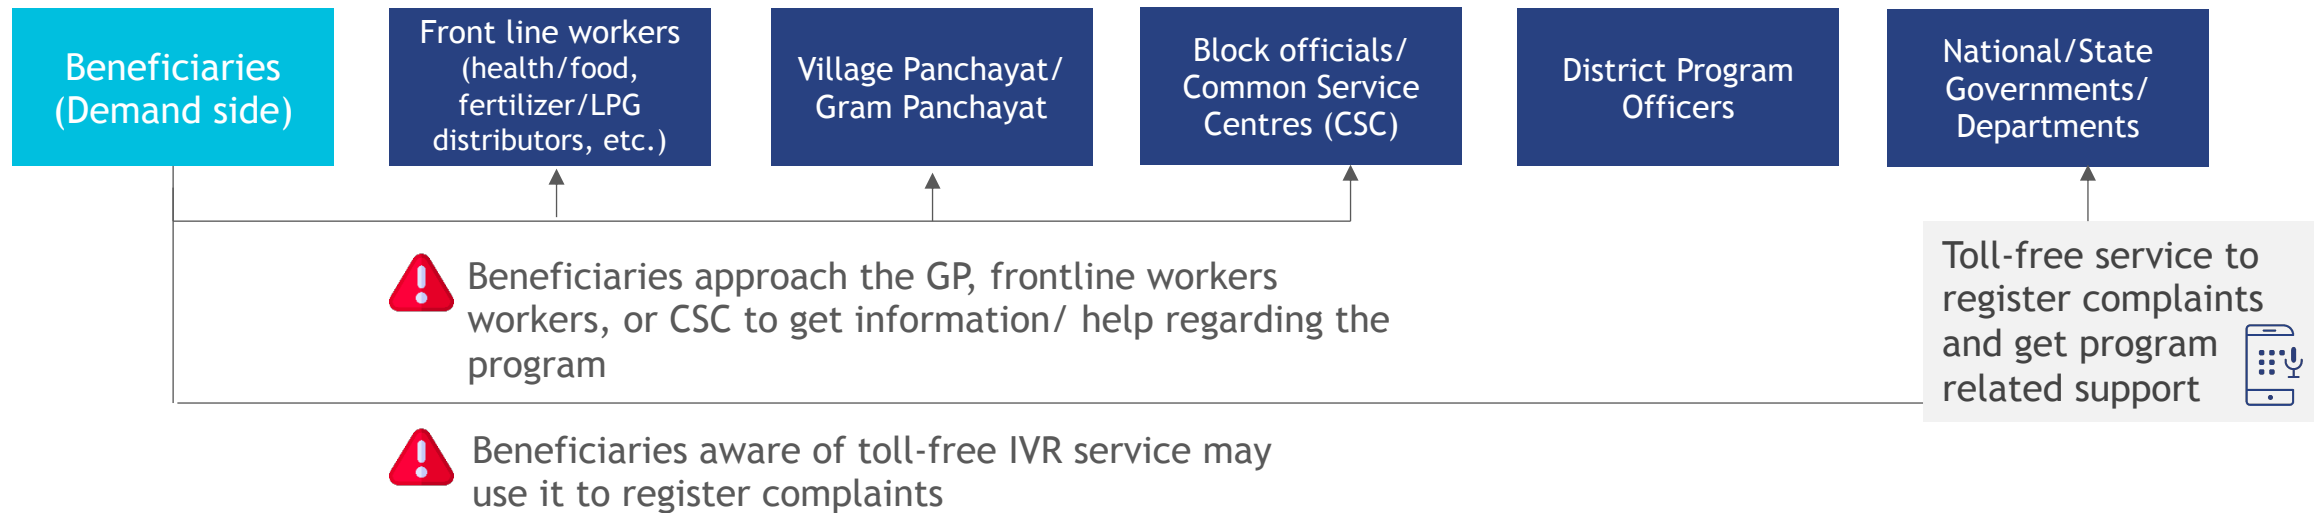 Beneficiaries
(Demand side)
Front line workers
(health/food,
fertilizer/LPG
distributors, etc.)
Village Panchayat/
Gram Panchayat
Block officials/
Common Service
Centres (CSC)
District Program
Officers
National/State
Governments/
Departments
Beneficiaries approach the GP, frontline workers
workers, or CSC to get information/ help regarding the
program
Toll-free service to
register complaints
and get program
related support
Beneficiaries aware of toll-free IVR service may
use it to register complaints